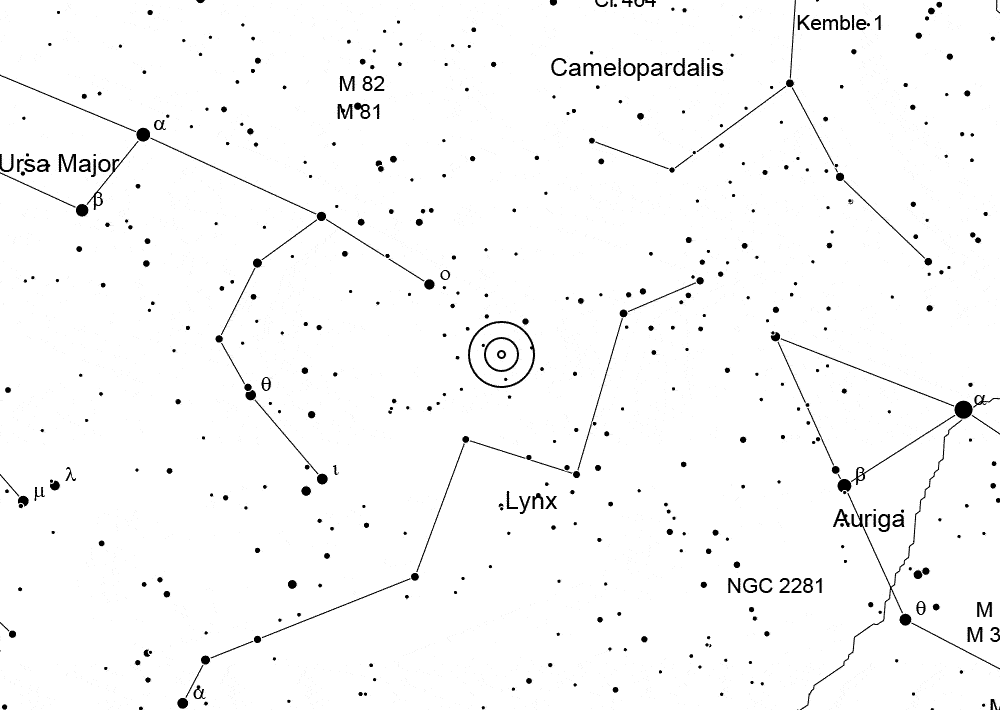 Kemble 1
Camelopardalis
M 82
M 81
α
Ursa Major
β
ο
θ
α
ι
β
λ
μ
Lynx
Auriga
NGC 2281
θ
M
M 3
α